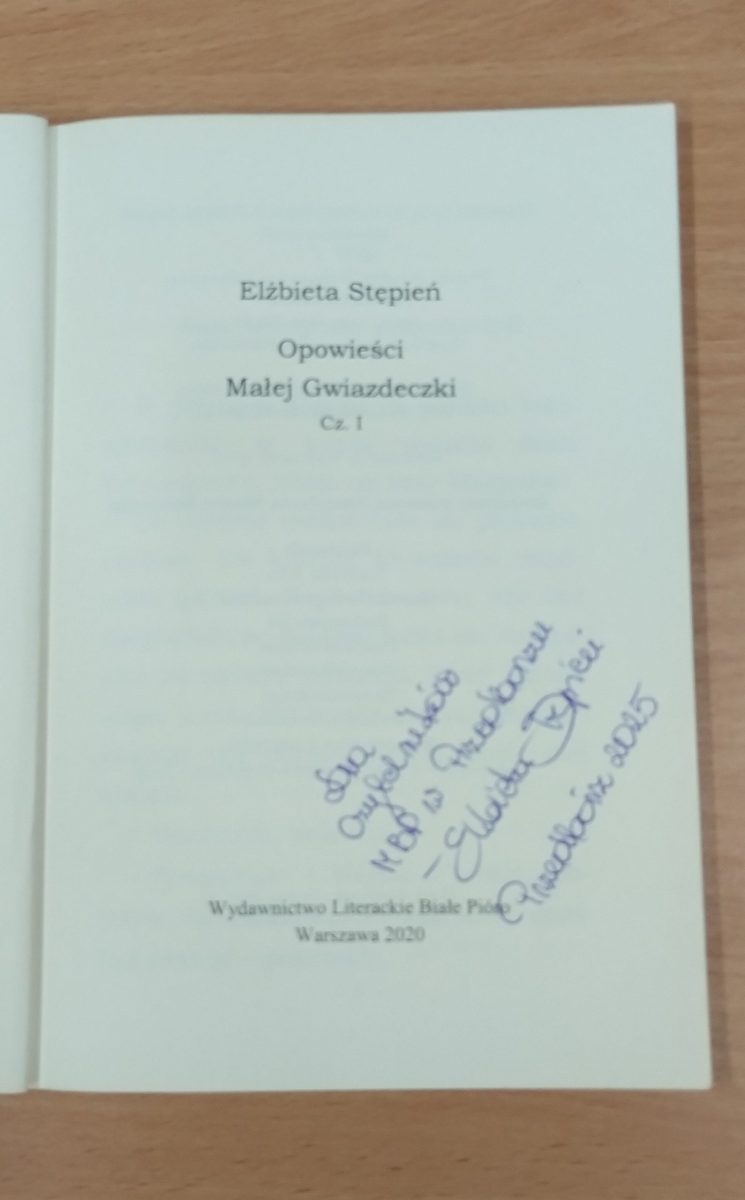 Elżbieta Stępień
Opowieści
Małej Gwiazdeczki
Cz. I
Dla
Czytelników
MBP w Przedborzu
– Elżbieta Stępień
Przedbórz 2025
Wydawnictwo Literackie Białe Pióro
Warszawa 2020